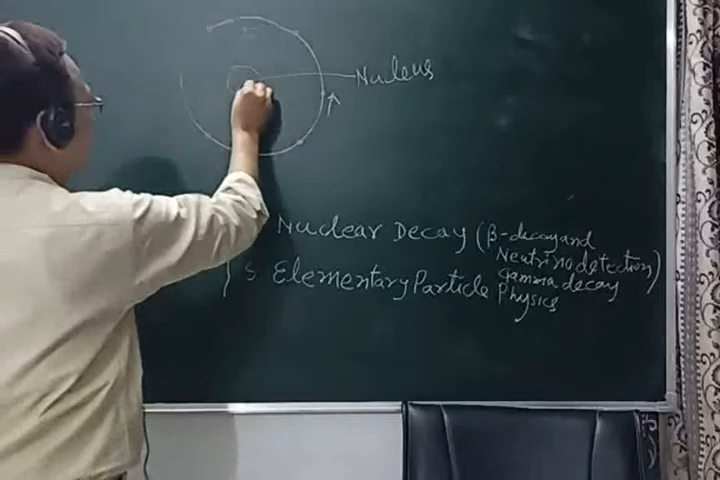 Nucleus
Nuclear Decay (β-decay and
Neutrino detection)
gamma decay
5 Elementary Particle Physics